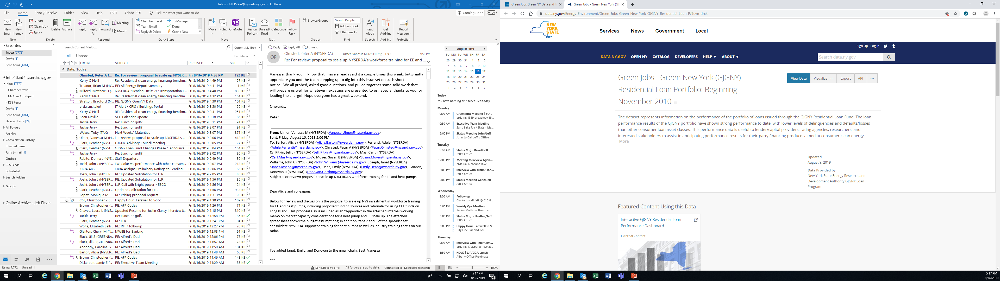 Inbox - Jeff.Pitkin@nyserda.ny.gov - Outlook
File Home Send / Receive Folder View Help ESET Adobe PDF Tell me what you want to do
Coming Soon Off
New Email
New Items
Ignore
Clean Up
Junk
Delete Archive
Reply
Reply All
Forward
Meeting
More
Chamber travel To Manager
Team Email Done
Reply & Delete Create New
Move Rules OneNote
Assign Policy
Unread/ Read
Categorize
Follow Up
Browse Groups
Search People
Address Book
Filter Email
Read Aloud
Get Add-ins
Report Message
New Delete Respond Quick Steps Move Tags Groups Find Speech Add-ins Protection
Favorites
Inbox [7772]
Drafts [1]
Sent Items [4661]
Jeff.Pitkin@nyserda.ny.gov
Inbox [7772]
Chamber travel
McAfee Anti-Spam
RSS Feeds
Drafts [1]
Sent Items [4661]
Deleted Items [24]
All Folders
Archive
Conversation History
Infected Items
Junk E-mail [1]
Outbox
RSS Feeds
Scheduled
Search Folders
Groups
Online Archive - Jeff.Pitkin...
Search Current Mailbox Current Mailbox
All Unread By Date
FROM SUBJECT RECEIVED SIZE
Date: Today
Olmsted, Peter A (... Re: For review: proposal to scale up NYSER... Fri 8/16/2019 4:56 PM 192 KB
Kerry O'Neill Re: Residential clean energy financing benchm... Fri 8/16/2019 4:49 PM 157 KB
Treanor, Brian M (NY... RE: All Energy Report summary Fri 8/16/2019 4:41 PM 1 MB
Milford, Matthew H (... NYSERDA "Heating Fuels" & "Transportation F... Fri 8/16/2019 4:40 PM 830 KB
Kerry O'Neill Re: Residential clean energy financing benchm... Fri 8/16/2019 4:32 PM 154 KB
Stratton, Bradford (N... RE: GJGNY OpenNY Data Fri 8/16/2019 4:30 PM 101 KB
erda.sm.italert IT Alert - CRIS / Buildings Portal Fri 8/16/2019 3:50 PM 159 KB
Kerry O'Neill RE: Residential clean energy financing benchm... Fri 8/16/2019 3:41 PM 251 KB
Sean Neville SCC Calendar Update Fri 8/16/2019 3:18 PM 185 KB
Jackie Jerry Re: Lunch or golf? Fri 8/16/2019 3:11 PM 91 KB
Jackie Jerry Re: Lunch or golf? Fri 8/16/2019 3:07 PM 91 KB
Wykes, Toby (TAX) Next Weeks' Maturities Fri 8/16/2019 3:07 PM 371 KB
Ulmer, Vanessa M (N... For review: proposal to scale up NYSERDA's ... Fri 8/16/2019 3:06 PM 412 KB
Clark, Heather (NYSE... GJGNY Advisory Council meeting Fri 8/16/2019 3:05 PM 127 KB
Clark, Heather (NYSE... GJGNY Loan Fund Changes Phase 1 announce... Fri 8/16/2019 3:04 PM 154 KB
Jackie Jerry Re: Lunch or golf? Fri 8/16/2019 3:02 PM 80 KB
Rabito, Donna J (NYS... Staff Departure Fri 8/16/2019 2:49 PM 39 KB
Joshi, John J (NYSER... FW: Solar vs. performance with other consum... Fri 8/16/2019 2:07 PM 213 KB
KBRA ABS KBRA Assigns Preliminary Ratings to LendingP... Fri 8/16/2019 2:06 PM 165 KB
Joshi, John J (NYSER... RE: Updated Solicitation for LLR Fri 8/16/2019 2:05 PM 88 KB
Joshi, John J (NYSER... RE: Updated Solicitation for LLR Fri 8/16/2019 1:56 PM 85 KB
Joshi, John J (NYSER... LLR Call with Bright power - ESCO Fri 8/16/2019 1:56 PM 124 KB
Clark, Heather (NYSE... Updated Solicitation for LLR Fri 8/16/2019 1:56 PM 933 KB
Lopez, Monique M RE: Pricing proposal request Fri 8/16/2019 1:31 PM 95 KB
Coll, Christopher Z (... Happy Hour- Farewell to Scicc Fri 8/16/2019 1:30 PM 109 KB
Brown, Christopher (... RE: AFP Codes Fri 8/16/2019 1:26 PM 71 KB
Chaves, Laura L (NYS... Updated Resume for Justin Clancy Interview 8... Fri 8/16/2019 1:15 PM 310 KB
Jackie Jerry Re: Lunch or golf? Fri 8/16/2019 12:58 PM 85 KB
Clark, Heather (NYSE... RE: LLR Fri 8/16/2019 12:41 PM 104 KB
Wolfe, Elizabeth Belli... RE: RFI 7 followup Fri 8/16/2019 12:27 PM 70 KB
Glanton, Cheryl M (N... MWBE for Banking Fri 8/16/2019 12:08 PM 91 KB
Black, Jill S (GREENBA... RE: Alfred's Dad Fri 8/16/2019 12:06 PM 78 KB
Black, Jill S (GREENBA... RE: Alfred's Dad Fri 8/16/2019 11:57 AM 73 KB
Angoorly, Caroline G ... RE: Alfred's Dad Fri 8/16/2019 11:50 AM 104 KB
Barton, Alicia (NYSER... RE: Alfred's Dad Fri 8/16/2019 11:48 AM 65 KB
Brown, Christopher (... RE: AFP Codes Fri 8/16/2019 11:46 AM 148 KB
Dickerson, Jamie E (... RE: Executive Team Meeting Fri 8/16/2019 11:29 AM 85 KB
Reply Reply All Forward
OP
Olmsted, Peter A (NYSERDA) Ulmer, Vanessa M (NYSERDA); + 9 4:56 PM
Re: For review: proposal to scale up NYSERDA's workforce training for EE and ...
Vanessa, thank you. I know that I have already said it a couple times this week, but greatly
appreciate you and the team stepping up to dig into this issue set on such short
notice. We all probed, asked good questions, and pulled together some solid work that
will prepare us well for whatever next steps are presented to us. Special thanks to you for
leading the charge! Hope everyone has a great weekend.
Onwards.
Peter
From: Ulmer, Vanessa M (NYSERDA) <Vanessa.Ulmer@nyserda.ny.gov>
Sent: Friday, August 16, 2019 3:06 PM
To: Barton, Alicia (NYSERDA) <Alicia.Barton@nyserda.ny.gov>; Ferranti, Adele (NYSERDA)
<Adele.Ferranti@nyserda.ny.gov>; Olmsted, Peter A (NYSERDA) <Peter.Olmsted@nyserda.ny.gov>
Cc: Pitkin, Jeff J (NYSERDA) <Jeff.Pitkin@nyserda.ny.gov>; Mas, Carl J (NYSERDA)
<Carl.Mas@nyserda.ny.gov>; Moyer, Susan B (NYSERDA) <Susan.Moyer@nyserda.ny.gov>;
Williams, John G (NYSERDA) <John.Williams@nyserda.ny.gov>; Joseph, Janet (NYSERDA)
<Janet.Joseph@nyserda.ny.gov>; Dean, Emily (NYSERDA) <Emily.Dean@nyserda.ny.gov>; Gordon,
Donovan R (NYSERDA) <Donovan.Gordon@nyserda.ny.gov>
Subject: For review: proposal to scale up NYSERDA's workforce training for EE and heat pumps
Dear Alicia and colleagues,
Below for review and discussion is the proposal to scale up NYS investment in workforce training
for EE and heat pumps, including proposed funding sources and rationale for using CEF funds on
Long Island. This proposal also is included as an “Appendix” in the attached internal working
memo on market capacity considerations for a heat pump and EE scale up. The attached
spreadsheet shows the budget assumptions; in addition, tabs 2 and 3 of the spreadsheet
consolidate NYSERDA-supported training for heat pumps as well as industry training that’s on our
radar.
I’ve added Janet, Emily, and Donovan to the email chain. Best, Vanessa
***
August 2019
SU MO TU WE TH FR SA
28 29 30 31 1 2 3
4 5 6 7 8 9 10
11 12 13 14 15 16 17
18 19 20 21 22 23 24
25 26 27 28 29 30 31
1 2 3 4 5 6 7
Today
You have nothing else scheduled today.
Monday
10:00 AM Greenlight Meeting | BQ...
erda.rm.1359.broadway.15...
10:30 AM Executive Team Meeting
Sand Lake Rm / Staten Isla...
2:00 PM Status Meeting John/Jeff
John to Call Jeff's Office
Tuesday
9:00 AM Status Mtg - David/Jeff
Jeff's Office
12:00 PM Meeting to Review Agen...
erda.rm.17cc.sand.lake
1:00 PM Interview with Justin Clan...
Jeff's Office
2:00 PM Status Meeting Gene/Jeff
Jeff's Office
Wednesday
9:00 AM Follow up
Clarke to call Jeff @ 518-8...
1:00 PM Weekly Ops Meeting
Parker Mathusa Board and...
3:00 PM Status Mtg. - Heather/Jeff
Jeff's Office
5:00 PM Happy Hour- Farewell to S...
City Line Bar and Grill
Thursday
9:00 AM Interview with Peter Cost...
erda.rm.17cc.parker.d.mat...
11:30 AM HOLD | JJP/CGA Lunch
Albany Office Proximate
Items: 7,772 Unread: 1 Send/Receive error All folders are up to date. Connected to: Microsoft Exchange 100%
5:17 PM
8/16/2019
21
Green Jobs Green NY Data and T Green Jobs - Green New York (G
data.ny.gov/Energy-Environment/Green-Jobs-Green-New-York-GJGNY-Residential-Loan-P/9evn-drxk
NEW YORK STATE
Services News Government Local
Sign Up Log In
DATA.NY.GOV OPEN NY CATALOG DEVELOPERS HELP ABOUT Search data.ny.gov
Green Jobs - Green New York (GJGNY)
Residential Loan Portfolio: Beginning
November 2010
View Data Visualize Export API ...
The dataset represents information on the performance of the portfolio of loans issued through the GJGNY Residential Loan Fund. The loan
performance results of the GJGNY portfolio have shown strong performance to date, with lower levels of delinquencies and defaults/losses
than other consumer loan asset classes. This performance data is useful to lender/capital providers, rating agencies, researchers, and
interested stakeholders to assist in anticipating performance results for their-party financing products aimed at consumer clean energy...
More
Updated
August 9, 2019
Data Provided by
New York State Energy Research and
Development Authority GJGNY Loan
Program
Featured Content Using this Data
Interactive GJGNY Residential Loan
Performance Dashboard
External Content
5:17 PM
8/16/2019